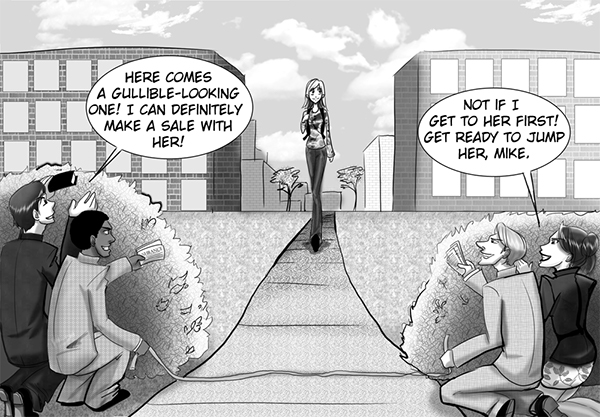 HERE COMES
A GULLIBLE-LOOKING
ONE! I CAN DEFINITELY
MAKE A SALE WITH
HER!
NOT IF I
GET TO HER FIRST!
GET READY TO JUMP
HER, MIKE.